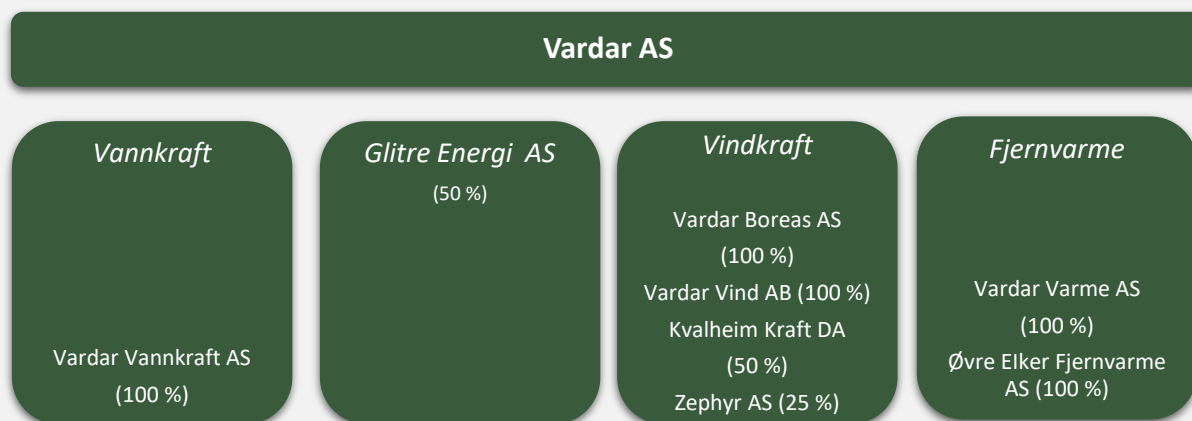 Vardar AS
Vannkraft
Vardar Vannkraft AS
(100 %)
Glitre Energi AS
(50 %)
Vindkraft
Vardar Boreas AS
(100 %)
Vardar Vind AB (100 %)
Kvalheim Kraft DA
(50 %)
Zephyr AS (25 %)
Fjernvarme
Vardar Varme AS
(100 %)
Øvre EIker Fjernvarme
AS (100 %)